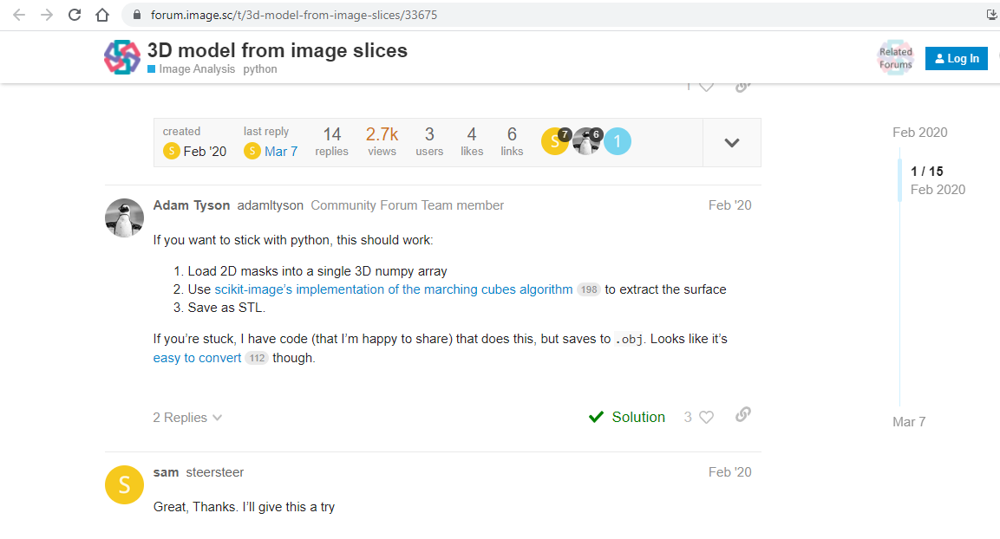 forum.image.sc/t/3d-model-from-image-slices/33675
3D model from image slices
Image Analysis python
Related
Forums
Log In
1
created
last reply
14
2.7k
3
4
6
S
7
6
1
S Feb '20
S Mar 7
replies
views
users
likes
links
Feb 2020
1 / 15
Feb 2020
Mar 7
Adam Tyson adamltyson Community Forum Team member Feb '20
If you want to stick with python, this should work:
1. Load 2D masks into a single 3D numpy array
2. Use scikit-image’s implementation of the marching cubes algorithm 198 to extract the surface
3. Save as STL.
If you’re stuck, I have code (that I’m happy to share) that does this, but saves to .obj. Looks like it’s
easy to convert 112 though.
2 Replies
Solution 3
S
sam steersteer Feb '20
Great, Thanks. I’ll give this a try